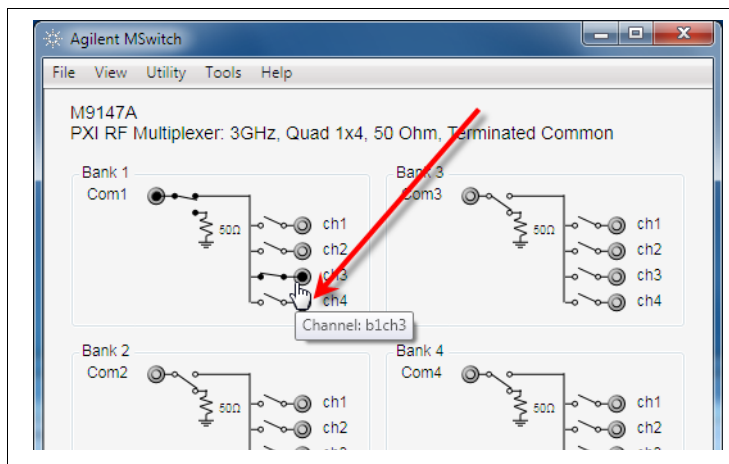 Agilent MSwitch
File View Utility Tools Help
M9147A
PXI RF Multiplexer: 3GHz, Quad 1x4, 50 Ohm, Terminated Common
Bank 1
Com1
50Ω
ch1
ch2
ch3
ch4
Channel: b1ch3
Bank 3
Com3
50Ω
ch1
ch2
ch3
ch4
Bank 2
Com2
50Ω
ch1
ch2
Bank 4
Com4
50Ω
ch1
ch2